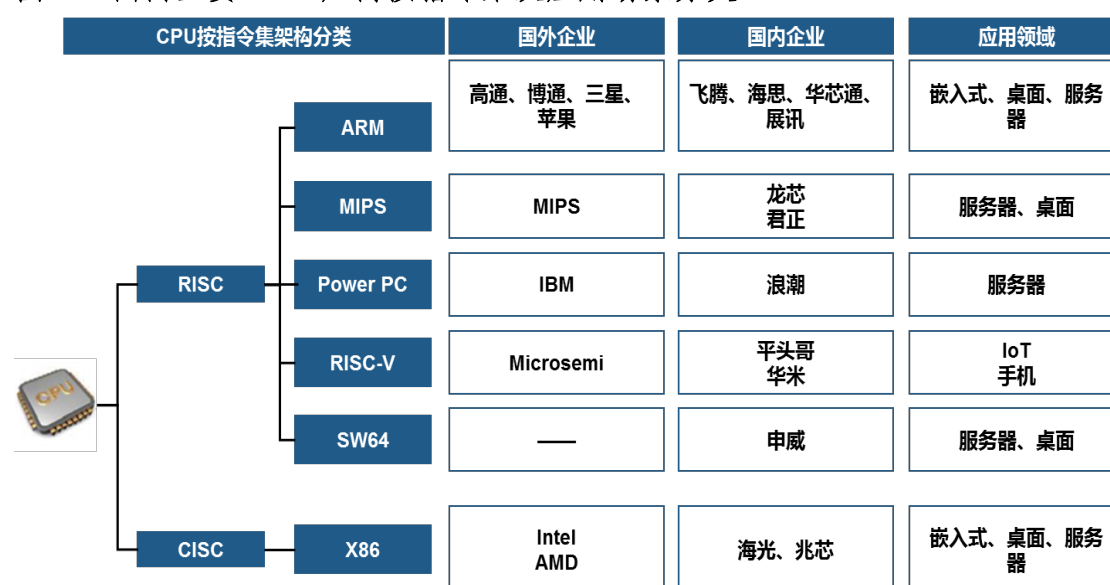 CPU按指令集架构分类 国外企业 国内企业 应用领域
ARM
高通、博通、三星、
苹果
飞腾、海思、华芯通、
展讯
嵌入式、桌面、服务
器
MIPS
MIPS
龙芯
君正
服务器、桌面
RISC
Power PC
IBM
浪潮
服务器
RISC-V
Microsemi
平头哥
华米
IoT
手机
CPU
SW64
——
申威
服务器、桌面
CISC
X86
Intel
AMD
海光、兆芯
嵌入式、桌面、服务
器